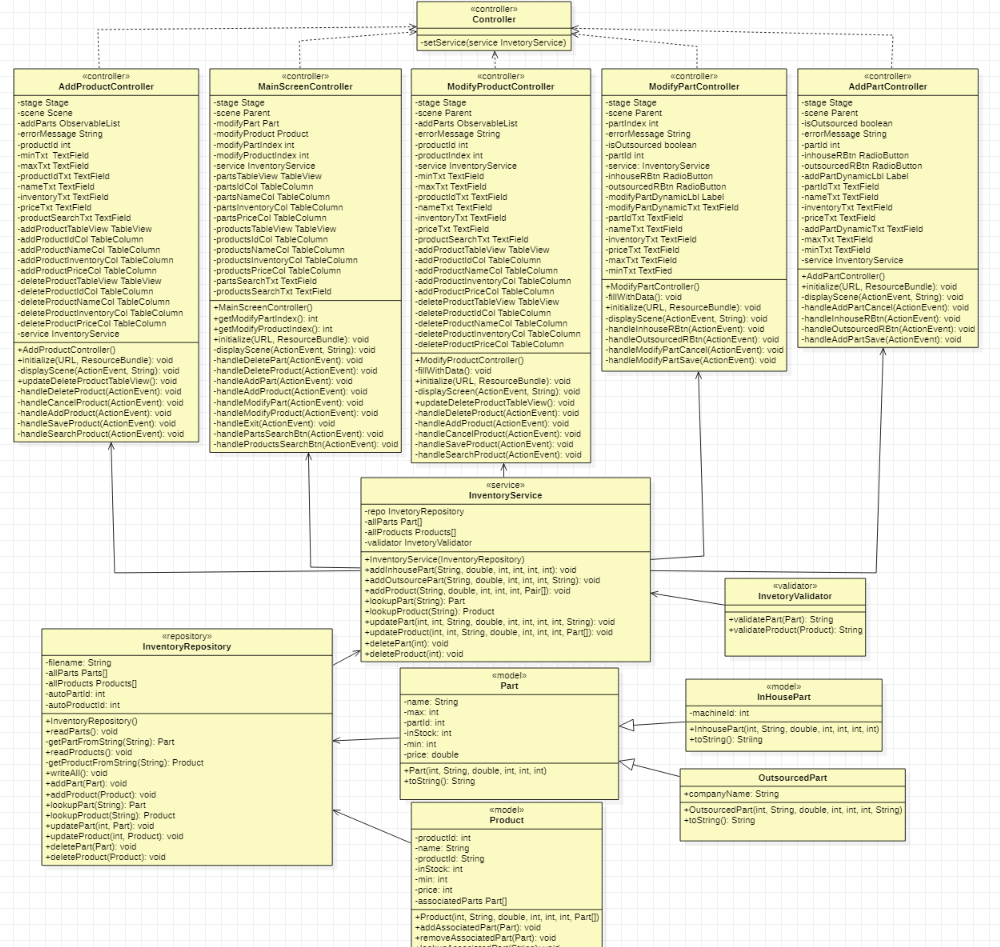 «controller»
Controller
-setService(service InvetoryService)
«controller»
AddProductController
-stage Stage
-scene Scene
-addParts ObservableList
-errorMessage String
-productId int
-minTxt TextField
-maxTxt TextField
-productIdTxt TextField
-nameTxt TextField
-inventoryTxt TextField
-priceTxt TextField
-productSearchTxt TextField
-addProductTableView TableView
-addProductIdCol TableColumn
-addProductNameCol TableColumn
-addProductInventoryCol TableColumn
-addProductPriceCol TableColumn
-deleteProductTableView TableView
-deleteProductIdCol TableColumn
-deleteProductNameCol TableColumn
-deleteProductInventoryCol TableColumn
-deleteProductPriceCol TableColumn
-service InventoryService
+AddProductController()
+initialize(URL, ResourceBundle): void
-displayScene(ActionEvent, String): void
+updateDeleteProductTableView(): void
-handleDeleteProduct(ActionEvent): void
-handleCancelProduct(ActionEvent): void
-handleAddProduct(ActionEvent): void
-handleSaveProduct(ActionEvent): void
-handleSearchProduct(ActionEvent): void
«controller»
MainScreenController
-stage Stage
-scene Parent
-modifyPart Part
-modifyProduct Product
-modifyPartIndex int
-modifyProductIndex int
-service InventoryService
-partsTableView TableView
-partsIdCol TableColumn
-partsNameCol TableColumn
-partsInventoryCol TableColumn
-partsPriceCol TableColumn
-productsTableView TableView
-productsIdCol TableColumn
-productsNameCol TableColumn
-productsInventoryCol TableColumn
-productsPriceCol TableColumn
-partsSearchTxt TextField
-productsSearchTxt TextField
+MainScreenController()
+getModifyPartIndex(): int
+getModifyProductIndex(): int
+initialize(URL, ResourceBundle): void
-displayScene(ActionEvent, String): void
-handleDeletePart(ActionEvent): void
-handleDeleteProduct(ActionEvent): void
-handleAddPart(ActionEvent): void
-handleAddProduct(ActionEvent): void
-handleModifyPart(ActionEvent): void
-handleModifyProduct(ActionEvent): void
-handleExit(ActionEvent): void
-handlePartsSearchBtn(ActionEvent): void
-handleProductsSearchBtn(ActionEvent): void
«controller»
ModifyProductController
-stage Stage
-scene Parent
-addParts ObservableList
-errorMessage String
-productId int
-productIndex int
-service InventoryService
-minTxt TextField
-maxTxt TextField
-productIdTxt TextField
-nameTxt TextField
-inventoryTxt TextField
-priceTxt TextField
-productSearchTxt TextField
-addProductTableView TableView
-addProductIdCol TableColumn
-addProductNameCol TableColumn
-addProductInventoryCol TableColumn
-addProductPriceCol TableColumn
-deleteProductTableView TableView
-deleteProductIdCol TableColumn
-deleteProductNameCol TableColumn
-deleteProductInventoryCol TableColumn
-deleteProductPriceCol TableColumn
+ModifyProductController()
-fillWithData(): void
+initialize(URL, ResourceBundle): void
-displayScreen(ActionEvent, String): void
+updateDeleteProductTableView(): void
-handleDeleteProduct(ActionEvent): void
-handleAddProduct(ActionEvent): void
-handleCancelProduct(ActionEvent): void
-handleSaveProduct(ActionEvent): void
-handleSearchProduct(ActionEvent): void
«controller»
ModifyPartController
-stage Stage
-scene Parent
-partIndex int
-errorMessage String
-isOutsourced boolean
-partId int
-service: InventoryService
-inhouseRBtn RadioButton
-outsourcedRBtn RadioButton
-modifyPartDynamicLbl Label
-modifyPartDynamicTxt TextField
-partIdTxt TextField
-nameTxt TextField
-inventoryTxt TextField
-priceTxt TextField
-maxTxt TextField
-minTxt TextFied
+ModifyPartController()
-fillWithData(): void
+initialize(URL, ResourceBundle): void
-displayScene(ActionEvent, String): void
-handleInhouseRBtn(ActionEvent): void
-handleOutsourcedRBtn(ActionEvent): void
-handleModifyPartCancel(ActionEvent): void
-handleModifyPartSave(ActionEvent): void
«controller»
AddPartController
-stage Stage
-scene Parent
-isOutsourced boolean
-errorMessage String
-partId int
-inhouseRBtn RadioButton
-outsourcedRBtn RadioButton
-addPartDynamicLbl Label
-partIdTxt TextField
-nameTxt TextField
-inventoryTxt TextField
-priceTxt TextField
-addPartDynamicTxt TextField
-maxTxt TextField
-minTxt TextField
-service InventoryService
+AddPartController()
+initialize(URL, ResourceBundle): void
-displayScene(ActionEvent, String): void
-handleAddPartCancel(ActionEvent): void
-handleInhouseRBtn(ActionEvent): void
-handleOutsourcedRBtn(ActionEvent): void
-handleAddPartSave(ActionEvent): void
«service»
InventoryService
-repo InvetoryRepository
-allParts Part[]
-allProducts Products[]
-validator InvetoryValidator
+InventoryService(InventoryRepository)
+addInhousePart(String, double, int, int, int, int): void
+addOutsourcePart(String, double, int, int, int, String): void
+addProduct(String, double, int, int, int, Pair[]): void
+lookupPart(String): Part
+lookupProduct(String): Product
+updatePart(int, int, String, double, int, int, int, String): void
+updateProduct(int, int, String, double, int, int, int, Part[]): void
+deletePart(int): void
+deleteProduct(int): void
«validator»
InvetoryValidator
+validatePart(Part): String
+validateProduct(Product): String
«repository»
InventoryRepository
-filename: String
-allParts Parts[]
-allProducts Products[]
-autoPartId: int
-autoProductId: int
+InventoryRepository()
+readParts(): void
-getPartFromString(String): Part
+readProducts(): void
-getProductFromString(String): Product
+writeAll(): void
+addPart(Part): void
+addProduct(Product): void
+lookupPart(String): Part
+lookupProduct(String): Product
+updatePart(int, Part): void
+updateProduct(int, Product): void
+deletePart(Part): void
+deleteProduct(Product): void
«model»
Part
-name: String
-max: int
-partId: int
-inStock: int
-min: int
-price: double
+Part(int, String, double, int, int, int)
+toString(): String
«model»
InHousePart
-machineId: int
+InhousePart(int, String, double, int, int, int, int)
+toString(): Striing
OutsourcedPart
+companyName: String
+OutsourcedPart(int, String, double, int, int, int, String)
+toString(): String
«model»
Product
-productId: int
-name: String
-productId: String
-inStock: int
-min: int
-price: int
-associatedParts Part[]
+Product(int, String, double, int, int, int, Part[])
+addAssociatedPart(Part): void
+removeAssociatedPart(Part): void